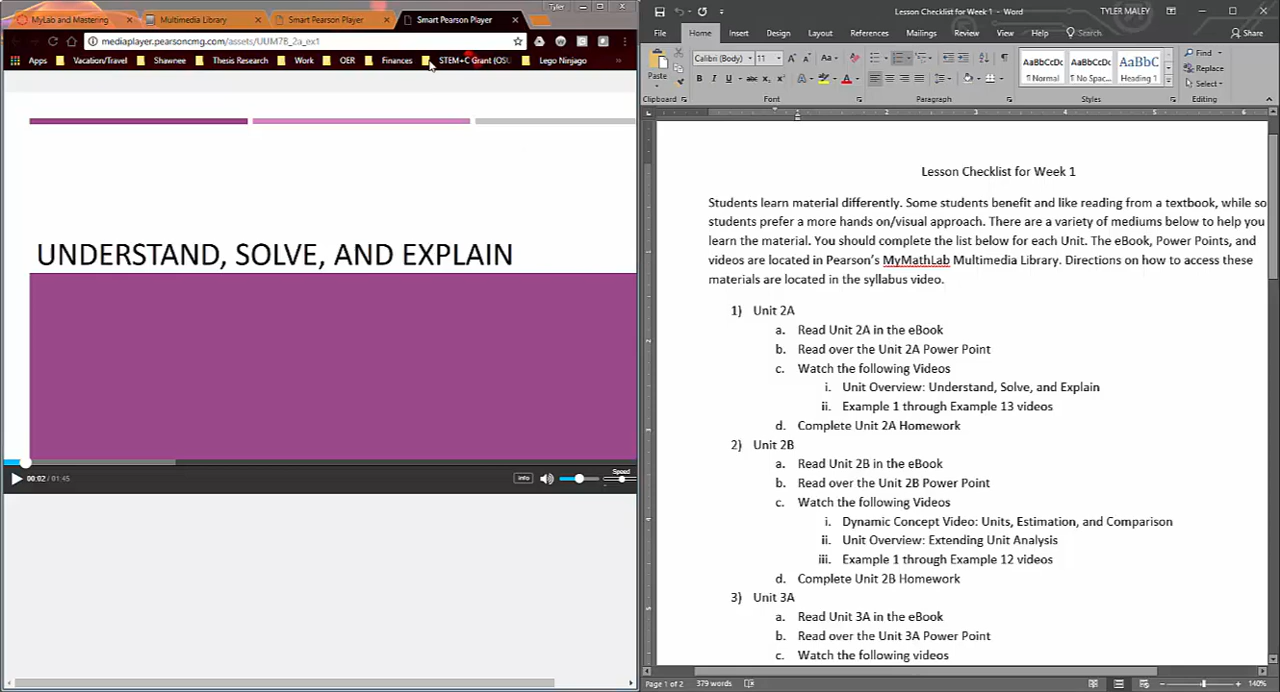 Tyler
MyLab and Mastering
Multimedia Library
Smart Pearson Player
Smart Pearson Player
mediaplayer.pearsoncmg.com/assets/UUM7B_2a_ex1
Apps Vacation/Travel Shawnee Thesis Research Work OER Finances STEM+C Grant (OSU Lego Ninjago »
UNDERSTAND, SOLVE, AND EXPLAIN
00:02 / 01:45
Info
Speed
Lesson Checklist for Week 1 - Word
TYLER MALEY
File Home Insert Design Layout References Mailings Review View Help Search Share
Paste
Calibri (Body) 11
Aa
B I U abc x₂ x²
AaBbCcDc AaBbCcDc AaBbC
¶ Normal ¶ No Spac... Heading 1
Find
Replace
Select
Clipboard Font Paragraph Styles Editing
Lesson Checklist for Week 1
Students learn material differently. Some students benefit and like reading from a textbook, while so
students prefer a more hands on/visual approach. There are a variety of mediums below to help you
learn the material. You should complete the list below for each Unit. The eBook, Power Points, and
videos are located in Pearson's MyMathLab Multimedia Library. Directions on how to access these
materials are located in the syllabus video.
1) Unit 2A
a. Read Unit 2A in the eBook
b. Read over the Unit 2A Power Point
c. Watch the following Videos
i. Unit Overview: Understand, Solve, and Explain
ii. Example 1 through Example 13 videos
d. Complete Unit 2A Homework
2) Unit 2B
a. Read Unit 2B in the eBook
b. Read over the Unit 2B Power Point
c. Watch the following Videos
i. Dynamic Concept Video: Units, Estimation, and Comparison
ii. Unit Overview: Extending Unit Analysis
iii. Example 1 through Example 12 videos
d. Complete Unit 2B Homework
3) Unit 3A
a. Read Unit 3A in the eBook
b. Read over the Unit 3A Power Point
c. Watch the following videos
Page 1 of 2 379 words
140%